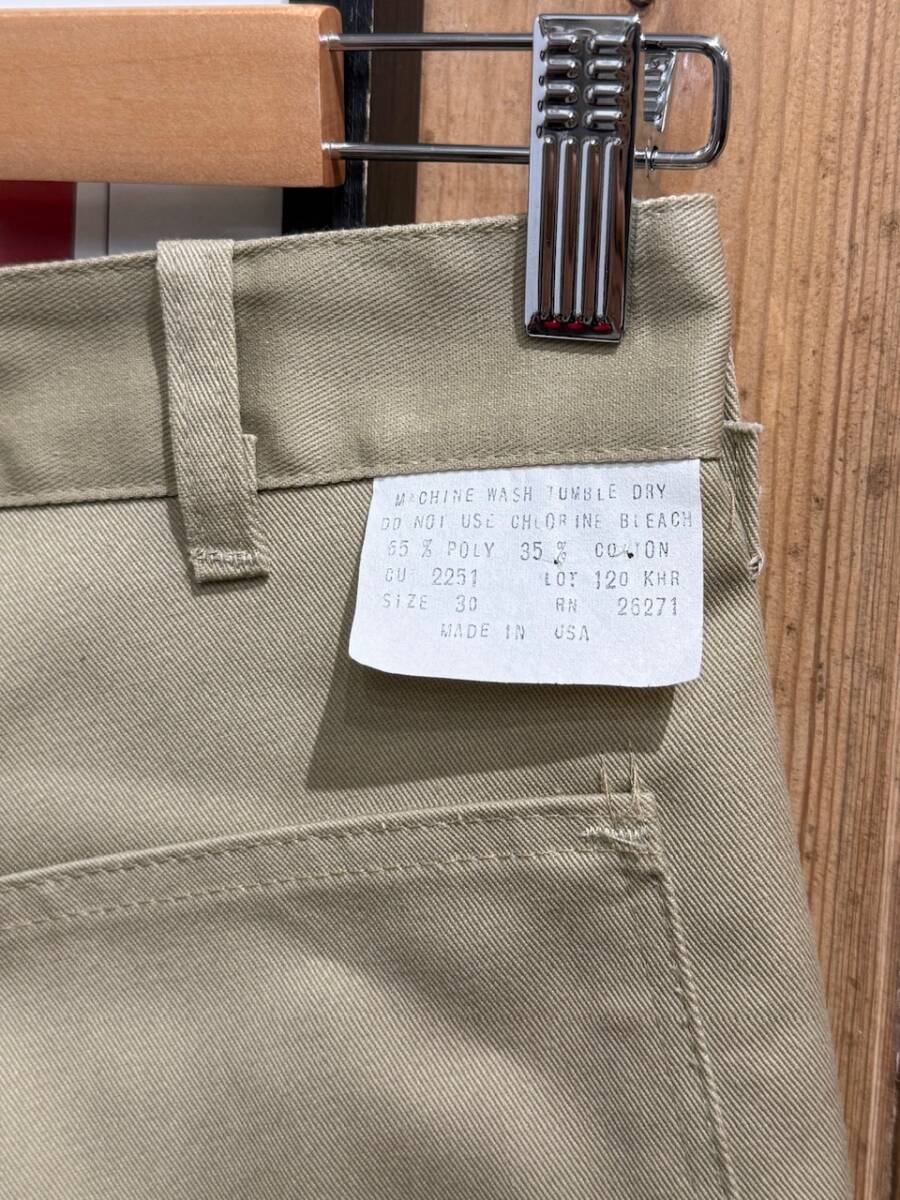 MACHINE WASH TUMBLE DRY
DO NOT USE CHLORINE BLEACH
65 % POLY 35 % COTTON
CUT 2251 LOT 120 KHR
SIZE 30 RN 26271
MADE IN USA